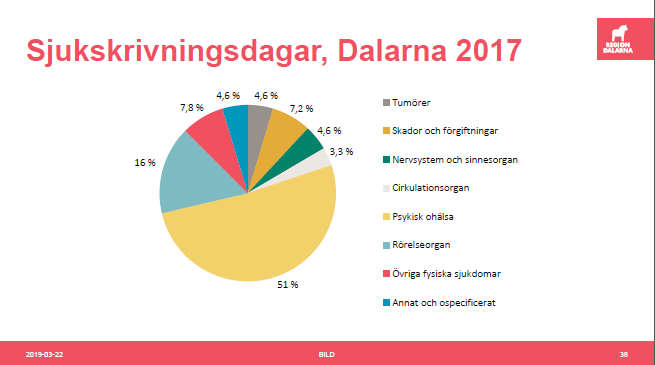 Sjukskrivningsdagar, Dalarna 2017
REGION
DALARNA
4,6 %
4,6 %
7,2 %
4,6 %
3,3 %
51 %
16 %
7,8 %
Tumörer
Skador och förgiftningar
Nervsystem och sinnesorgan
Cirkulationsorgan
Psykisk ohälsa
Rörelseorgan
Övriga fysiska sjukdomar
Annat och ospecificerat
2019-03-22
BILD
38